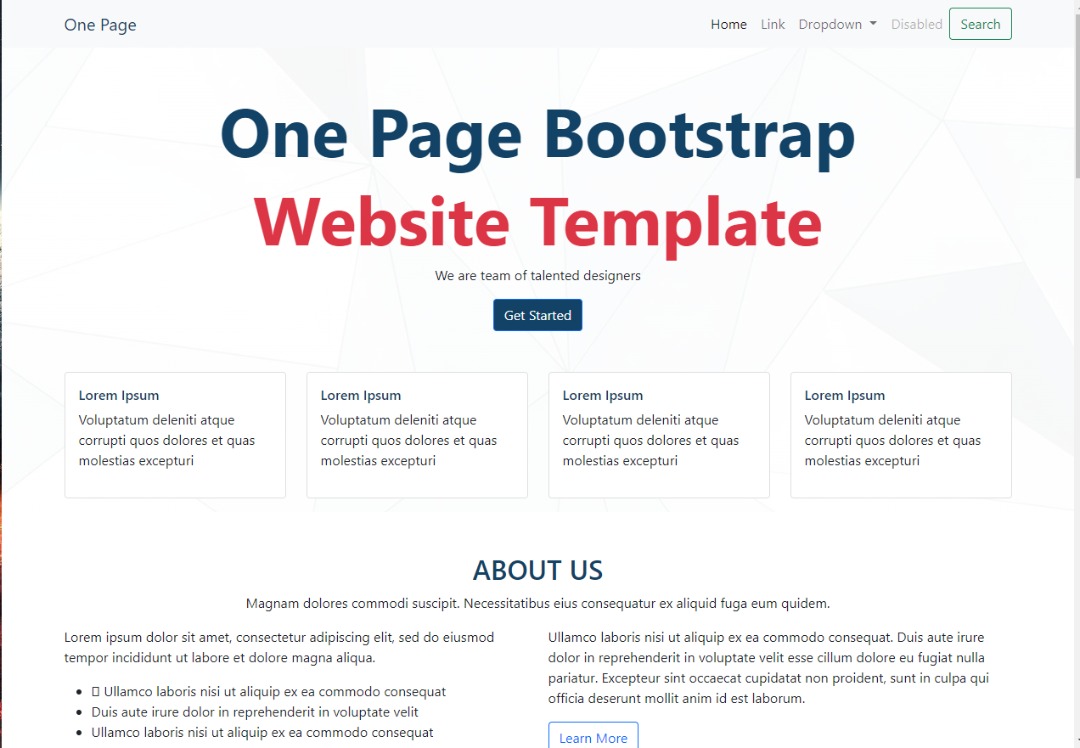 One Page
Home Link Dropdown Disabled Search
One Page Bootstrap
Website Template
We are team of talented designers
Get Started
Lorem Ipsum
Voluptatum deleniti atque
corrupti quos dolores et quas
molestias excepturi
Lorem Ipsum
Voluptatum deleniti atque
corrupti quos dolores et quas
molestias excepturi
Lorem Ipsum
Voluptatum deleniti atque
corrupti quos dolores et quas
molestias excepturi
Lorem Ipsum
Voluptatum deleniti atque
corrupti quos dolores et quas
molestias excepturi
ABOUT US
Magnam dolores commodi suscipit. Necessitatibus eius consequatur ex aliquid fuga eum quidem.
Lorem ipsum dolor sit amet, consectetur adipiscing elit, sed do eiusmod
tempor incididunt ut labore et dolore magna aliqua.
• Ullamco laboris nisi ut aliquip ex ea commodo consequat
• Duis aute irure dolor in reprehenderit in voluptate velit
• Ullamco laboris nisi ut aliquip ex ea commodo consequat
Ullamco laboris nisi ut aliquip ex ea commodo consequat. Duis aute irure
dolor in reprehenderit in voluptate velit esse cillum dolore eu fugiat nulla
pariatur. Excepteur sint occaecat cupidatat non proident, sunt in culpa qui
officia deserunt mollit anim id est laborum.
Learn More